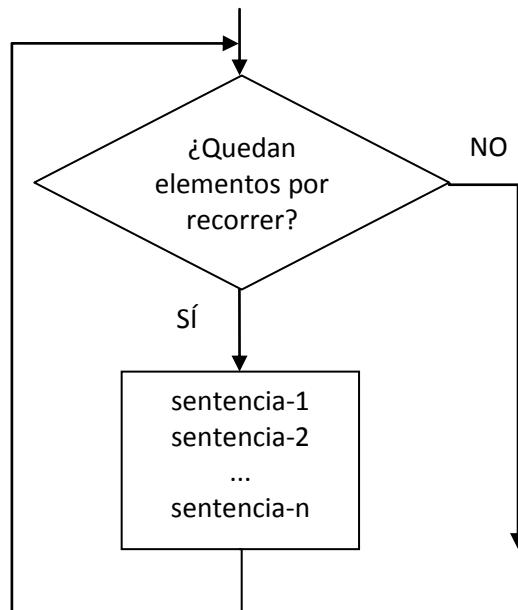 ¿Quedan
elementos por
recorrer?
NO
SÍ
sentencia-1
sentencia-2
...
sentencia-n